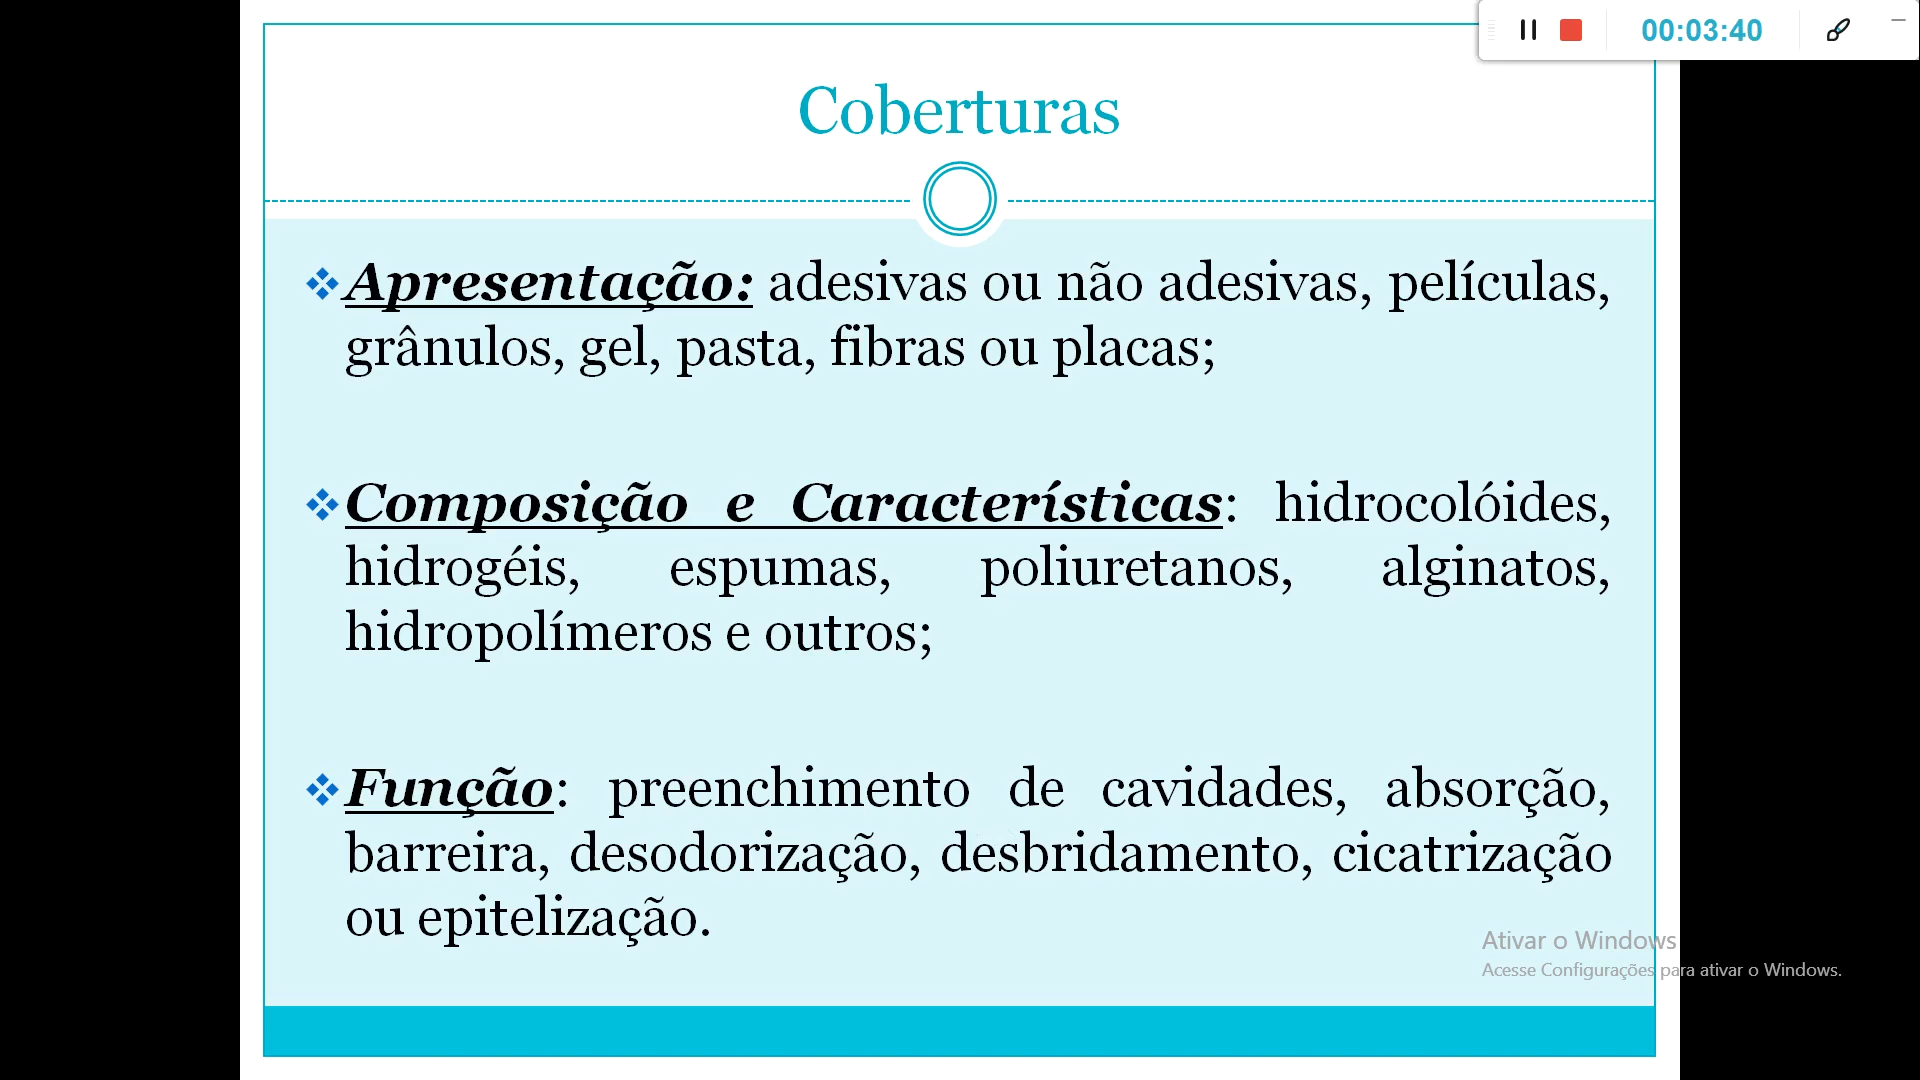 00:03:40
Coberturas
Apresentação: adesivas ou não adesivas, películas,
grânulos, gel, pasta, fibras ou placas;
Composição e Características: hidrocolóides,
hidrogéis, espumas, poliuretanos, alginatos,
hidropolímeros e outros;
Função: preenchimento de cavidades, absorção,
barreira, desodorização, desbridamento, cicatrização
ou epitelização.
Ativar o Windows
Acesse Configurações para ativar o Windows.